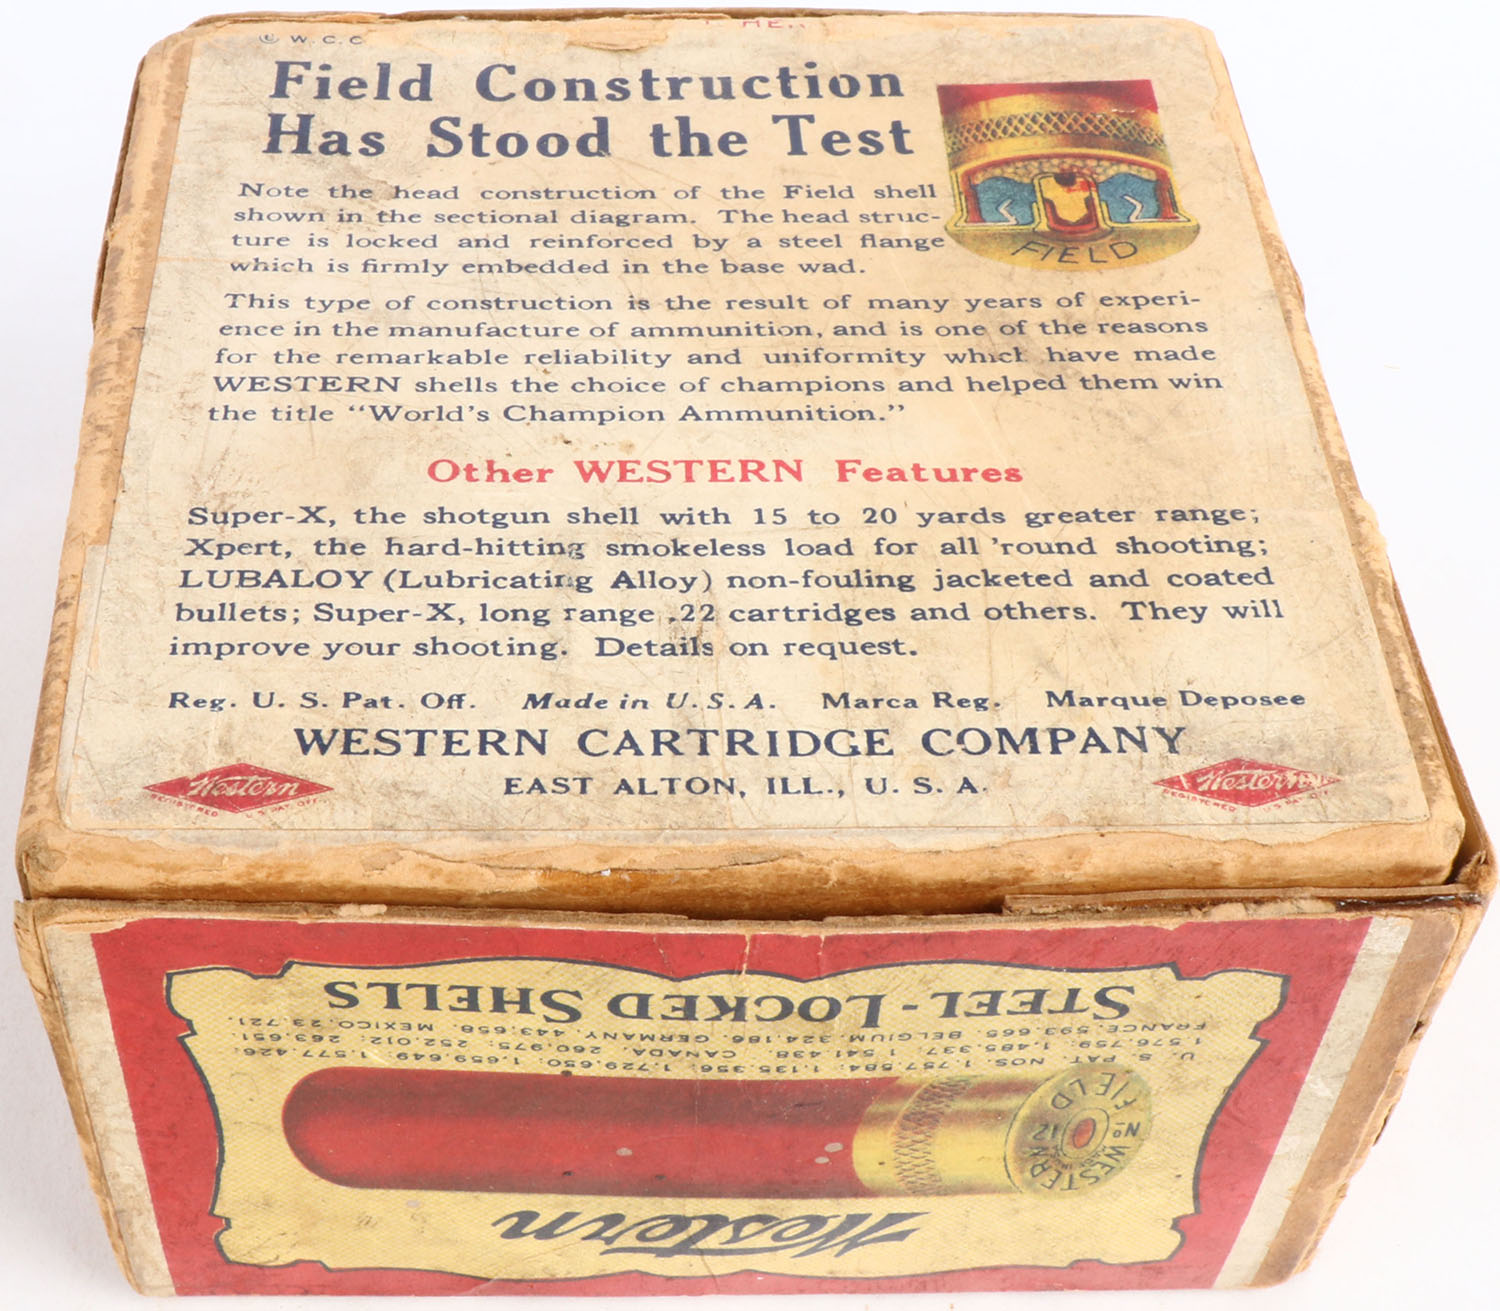 © W. C. C.
Field Construction
Has Stood the Test
Note the head construction of the Field shell
shown in the sectional diagram. The head struc-
ture is locked and reinforced by a steel flange
which is firmly embedded in the base wad.
FIELD
This type of construction is the result of many years of experi-
ence in the manufacture of ammunition, and is one of the reasons
for the remarkable reliability and uniformity which have made
WESTERN shells the choice of champions and helped them win
the title "World's Champion Ammunition."
Other WESTERN Features
Super-X, the shotgun shell with 15 to 20 yards greater range;
Xpert, the hard-hitting smokeless load for all 'round shooting;
LUBALOY (Lubricating Alloy) non-fouling jacketed and coated
bullets; Super-X, long range .22 cartridges and others. They will
improve your shooting. Details on request.
Reg. U. S. Pat. Off. Made in U. S. A. Marca Reg. Marque Deposee
WESTERN CARTRIDGE COMPANY
EAST ALTON, ILL., U. S. A.
Western
REGISTERED U.S. PAT. OFF.
Western
REGISTERED U.S. PAT. OFF.
Western
WESTERN
FIELD
No 12
U. S. PAT. NOS. 1,757,584; 1,135,356; 1,729,650; 1,659,649; 1,577,426;
1,576,759; 1,485,337; 1,541,438. CANADA, 260,975; 252,012; 263,651
FRANCE, 593,665. BELGIUM, 324,186. GERMANY, 443,658. MEXICO, 23,721.
STEEL-LOCKED SHELLS